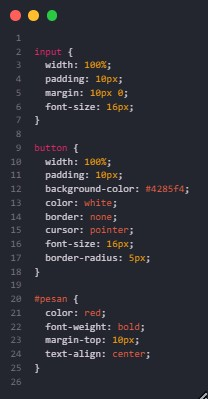 1
2 input {
3 width: 100%;
4 padding: 10px;
5 margin: 10px 0;
6 font-size: 16px;
7 }
8
9 button {
10 width: 100%;
11 padding: 10px;
12 background-color: #4285f4;
13 color: white;
14 border: none;
15 cursor: pointer;
16 font-size: 16px;
17 border-radius: 5px;
18 }
19
20 #pesan {
21 color: red;
22 font-weight: bold;
23 margin-top: 10px;
24 text-align: center;
25 }
26